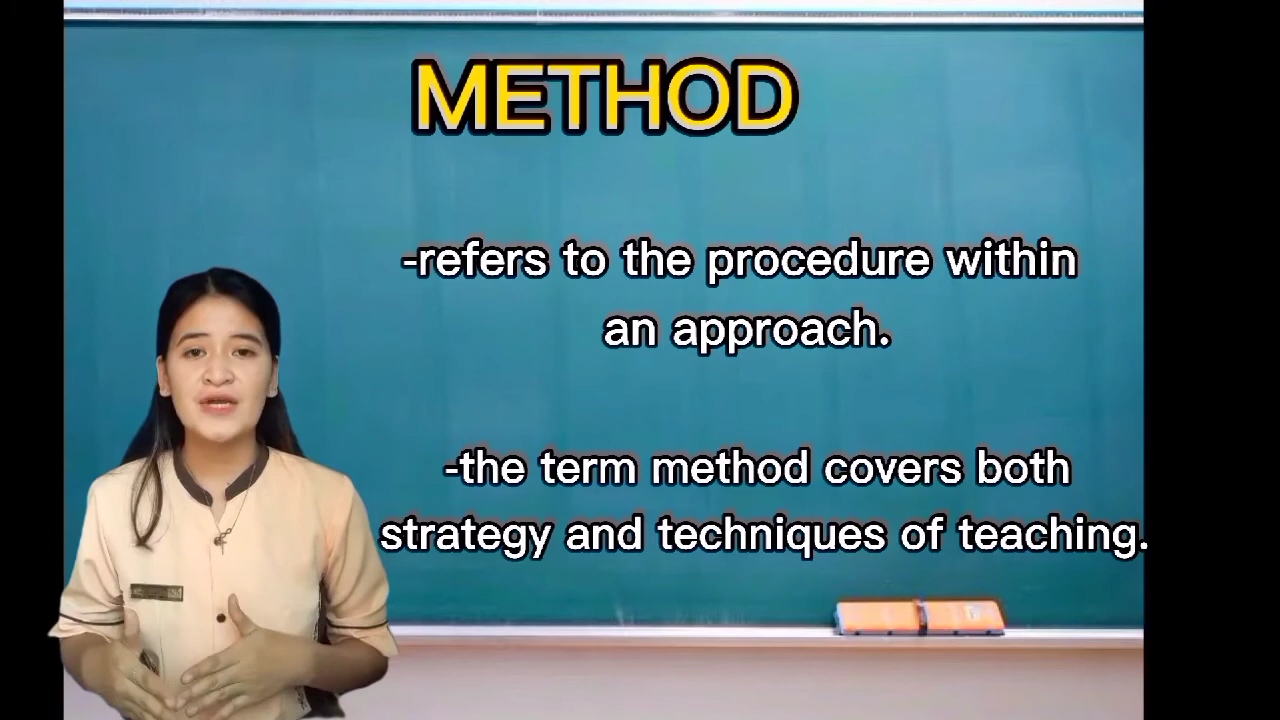 METHOD
-refers to the procedure within
an approach.
-the term method covers both
strategy and techniques of teaching.